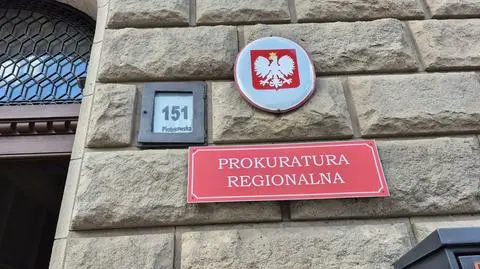 151
Piotrkowska
PROKURATURA
REGIONALNA